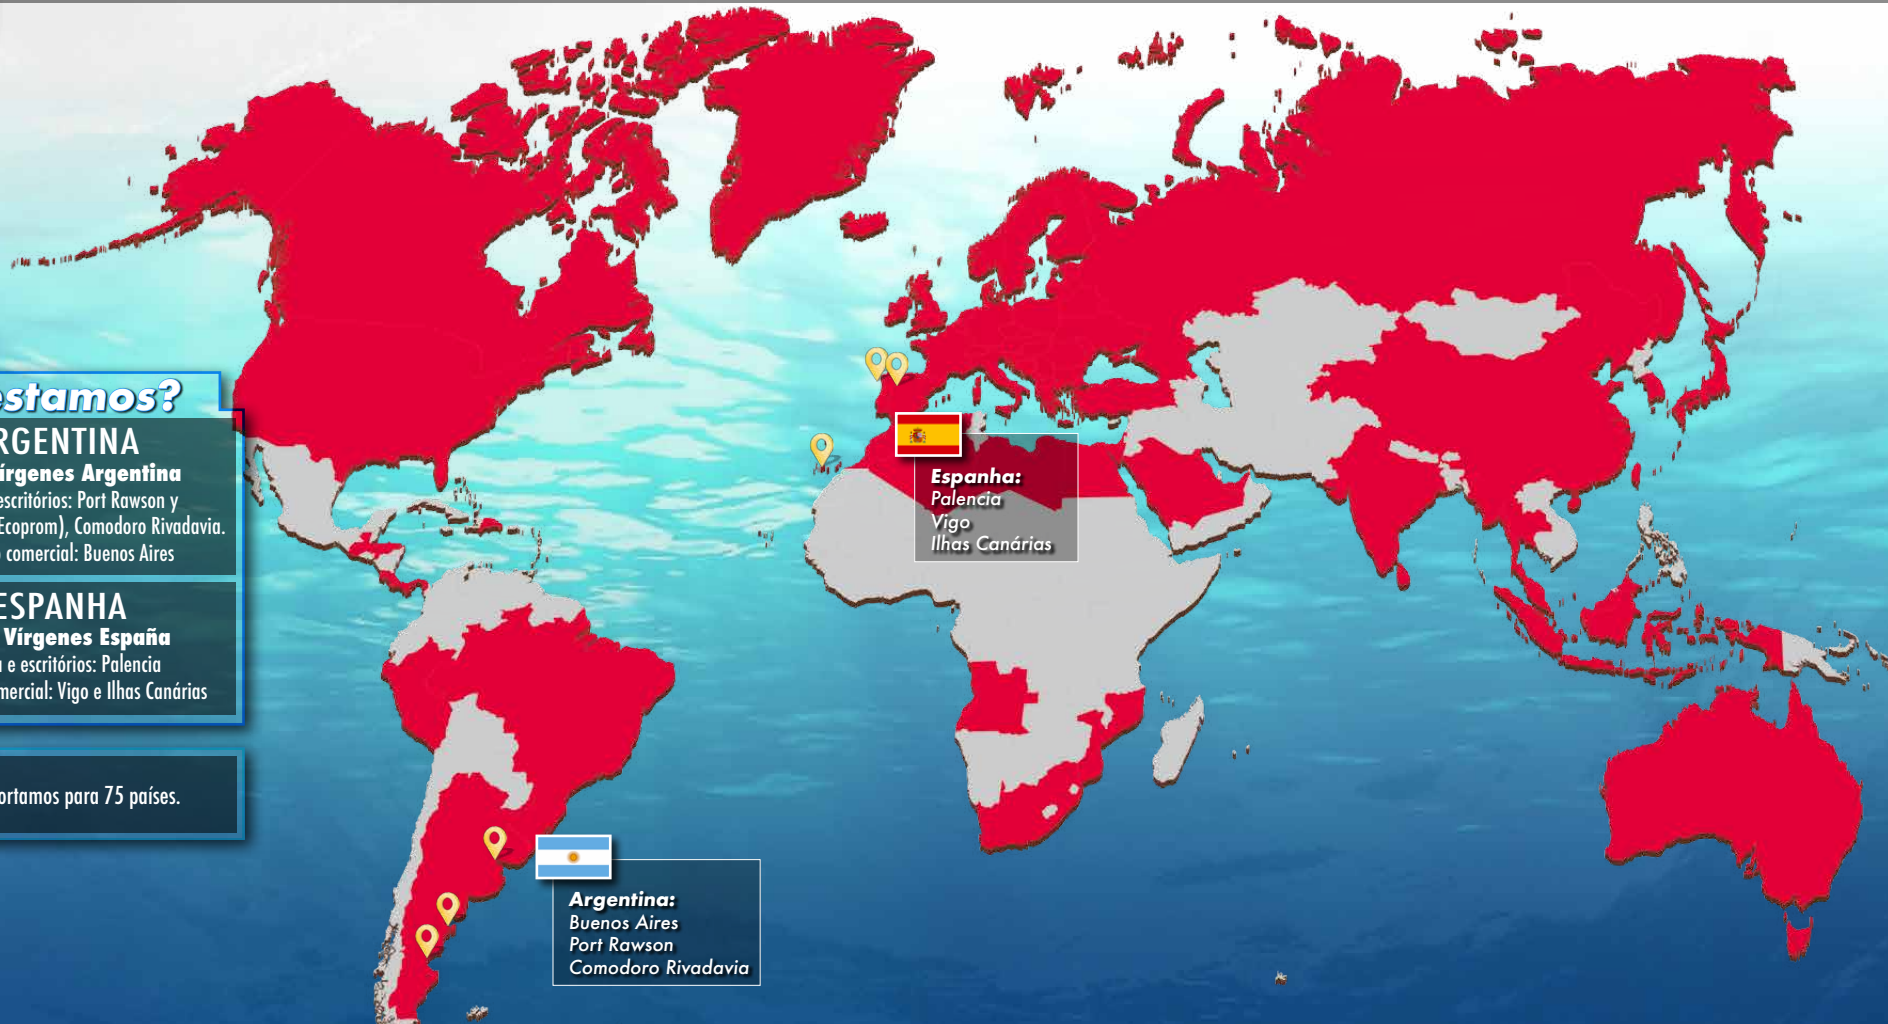 estamos?
RGENTINA
írgenes Argentina
escritórios: Port Rawson y
Ecoprom), Comodoro Rivadavia.
comercial: Buenos Aires
ESPANHA
Vírgenes España
e escritórios: Palencia
mercial: Vigo e Ilhas Canárias
ortamos para 75 países.
Espanha:
Palencia
Vigo
Ilhas Canárias
Argentina:
Buenos Aires
Port Rawson
Comodoro Rivadavia